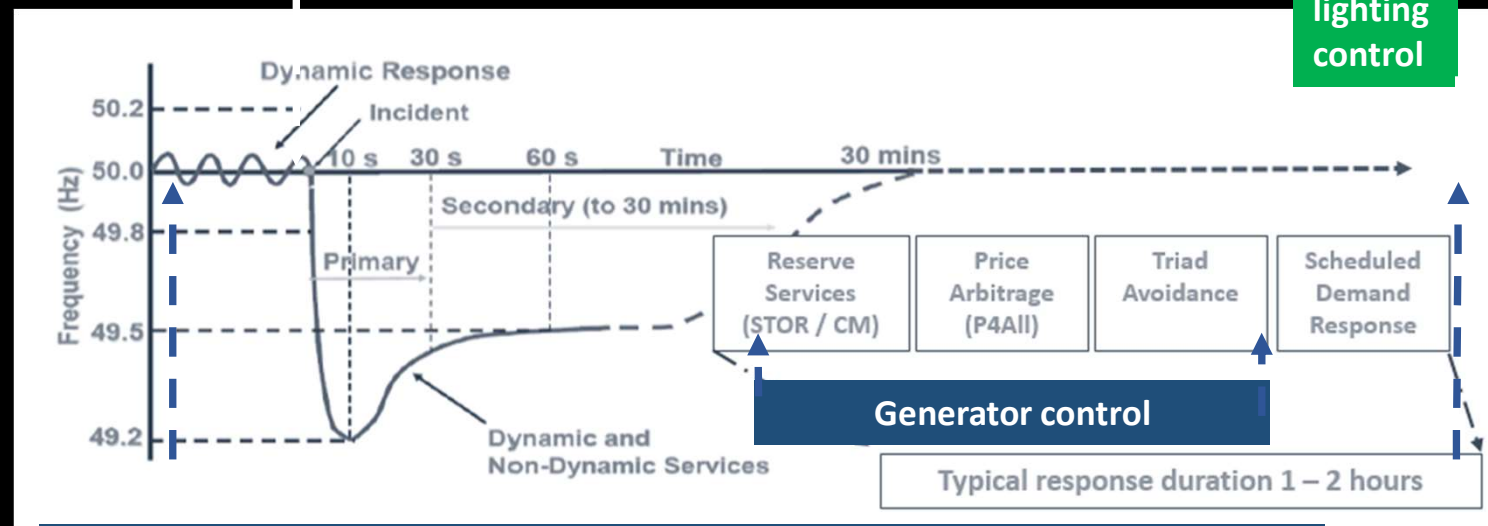 lighting
control
Dynamic Response
Incident
50.2
10 s 30 s 60 s Time 30 mins
50.0
Frequency (Hz)
Secondary (to 30 mins)
49.8
Primary
Reserve
Services
(STOR / CM)
Price
Arbitrage
(P4All)
Triad
Avoidance
Scheduled
Demand
Response
49.5
Generator control
49.2
Dynamic and
Non-Dynamic Services
Typical response duration 1 – 2 hours